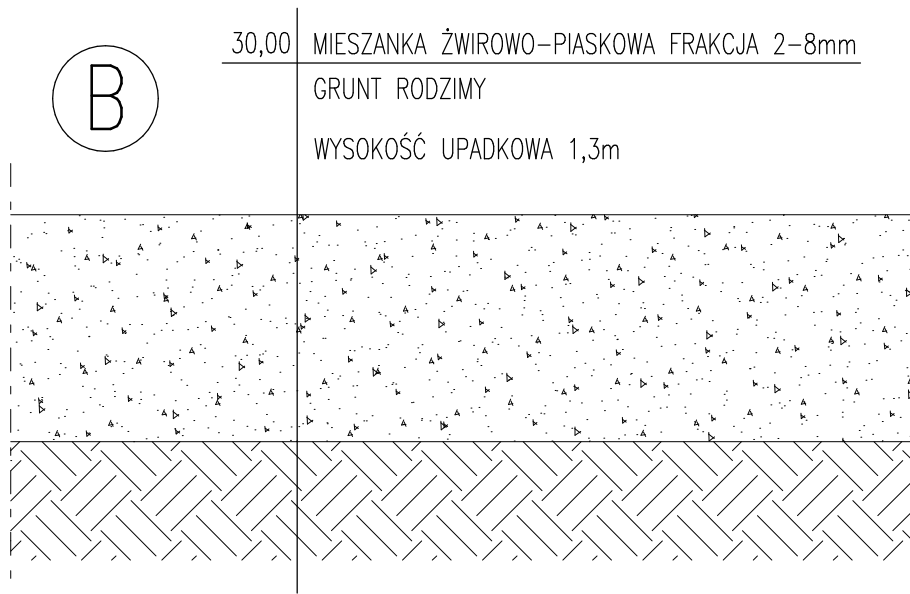 B
30,00 MIESZANKA ŻWIROWO-PIASKOWA FRAKCJA 2-8mm
GRUNT RODZIMY
WYSOKOŚĆ UPADKOWA 1,3m